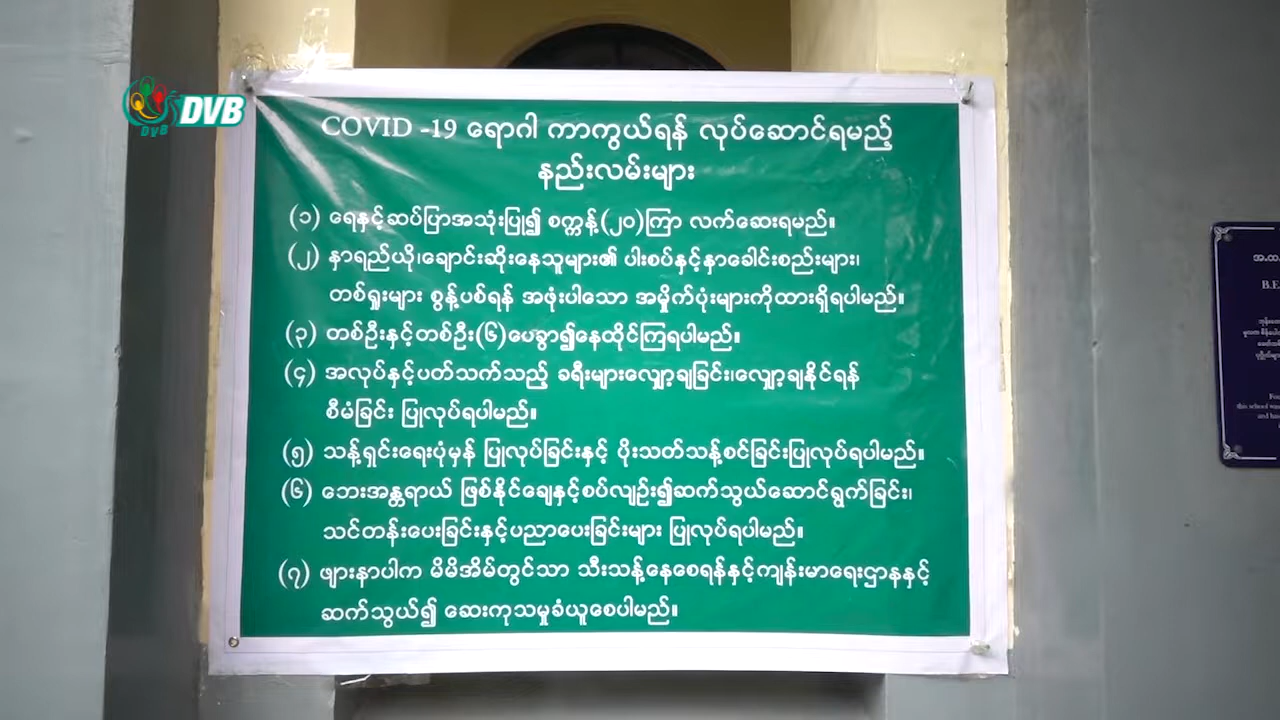 DVB
DVB
COVID -19 ရောဂါ ကာကွယ်ရန် လုပ်ဆောင်ရမည့်
နည်းလမ်းများ
(၁) ရေနှင့်ဆပ်ပြာအသုံးပြု၍ စက္ကန့်(၂၀)ကြာ လက်ဆေးရမည်။
(၂) နှာရည်ယို၊ချောင်းဆိုးနေသူများ၏ ပါးစပ်နှင့်နှာခေါင်းစည်းများ၊
တစ်ရှူးများ စွန့်ပစ်ရန် အဖုံးပါသော အမှိုက်ပုံးများကိုထားရှိရပါမည်။
(၃) တစ်ဦးနှင့်တစ်ဦး(၆)ပေခွာ၍နေထိုင်ကြရပါမည်။
(၄) အလုပ်နှင့်ပတ်သက်သည့် ခရီးများလျှော့ချခြင်း၊လျှော့ချနိုင်ရန်
စီမံခြင်း ပြုလုပ်ရပါမည်။
(၅) သန့်ရှင်းရေးပုံမှန် ပြုလုပ်ခြင်းနှင့် ပိုးသတ်သန့်စင်ခြင်းပြုလုပ်ရပါမည်။
(၆) ဘေးအန္တရာယ် ဖြစ်နိုင်ချေနှင့်စပ်လျဉ်း၍ဆက်သွယ်ဆောင်ရွက်ခြင်း၊
သင်တန်းပေးခြင်းနှင့်ပညာပေးခြင်းများ ပြုလုပ်ရပါမည်။
(၇) ဖျားနာပါက မိမိအိမ်တွင်သာ သီးသန့်နေစေရန်နှင့်ကျန်းမာရေးဌာနနှင့်
ဆက်သွယ်၍ ဆေးကုသမှုခံယူစေပါမည်။
အ.ထ.
B.E
this school was